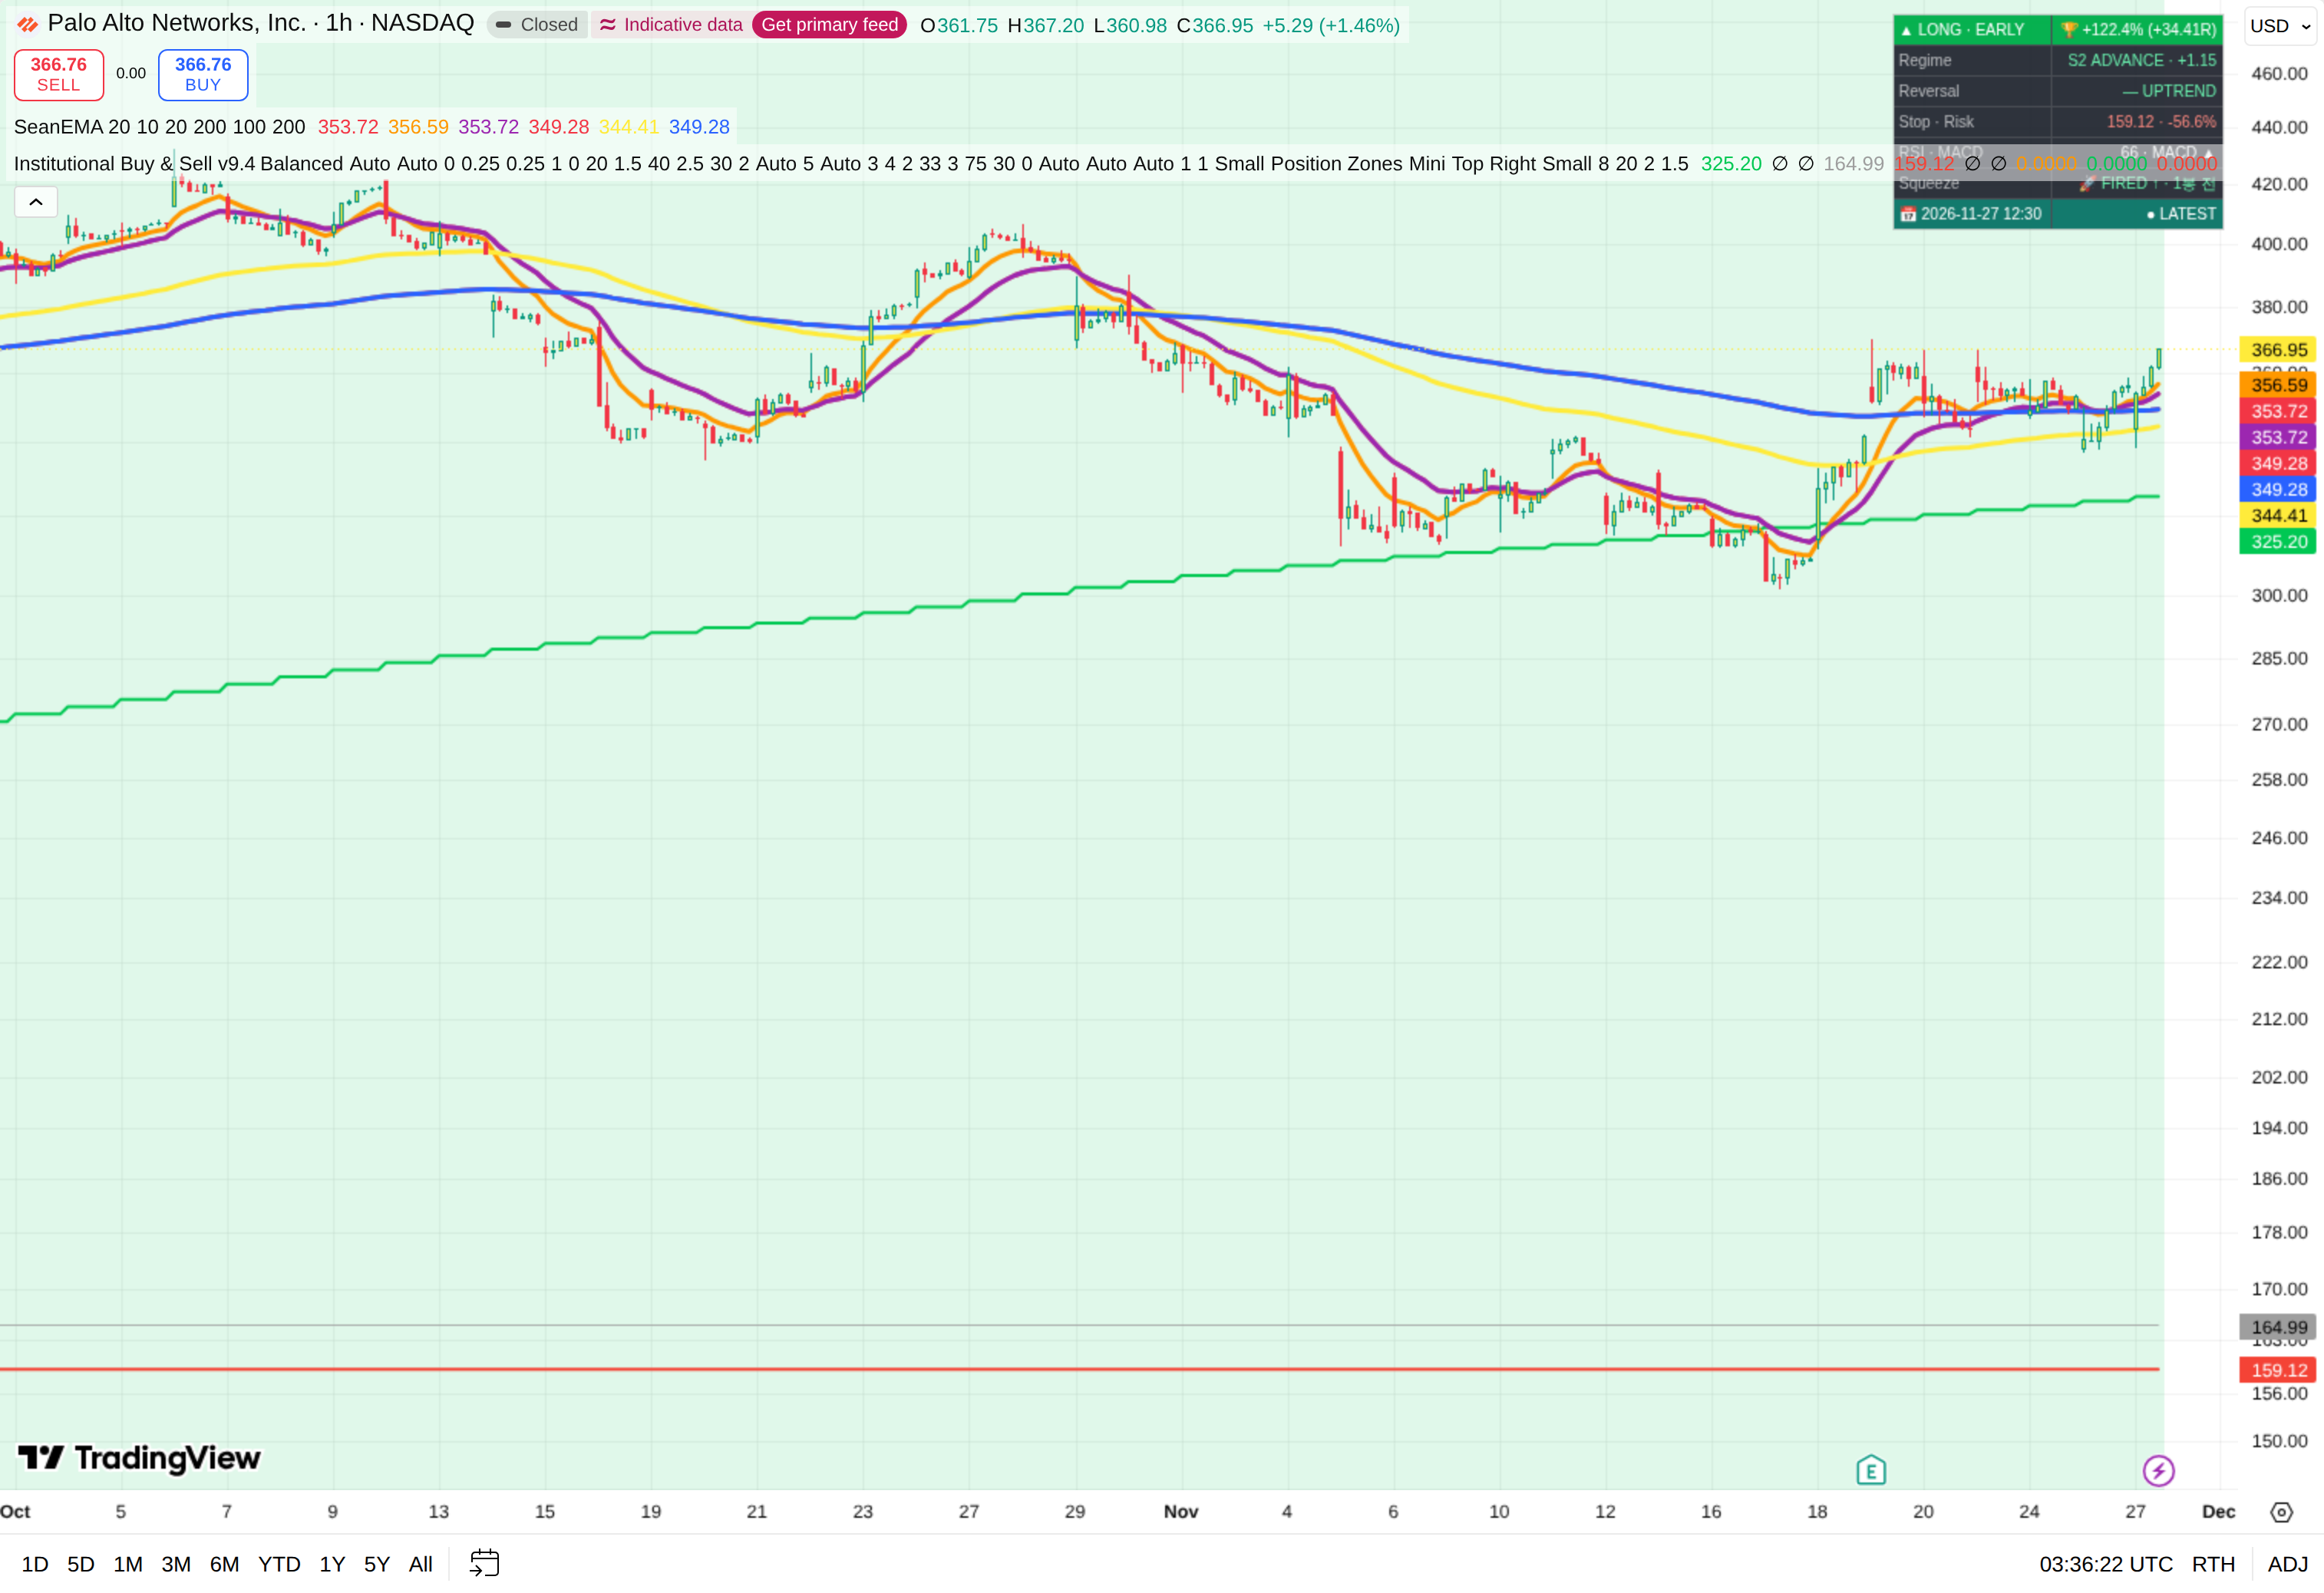 Palo Alto Networks, Inc. · 1h · NASDAQ Closed Indicative data Get primary feed O361.75 H367.20 L360.98 C366.95 +5.29 (+1.46%)
366.76 SELL 0.00 366.76 BUY
SeanEMA 20 10 20 200 100 200 353.72 356.59 353.72 349.28 344.41 349.28
Institutional Buy & Sell v9.4 Balanced Auto Auto 0 0.25 0.25 1 0 20 1.5 40 2.5 30 2 Auto 5 Auto 3 4 2 33 3 75 30 0 Auto Auto Auto 1 1 Small Position Zones Mini Top Right Small 8 20 2 1.5 325.20 ∅ ∅ 164.99 159.12 ∅ ∅ 0.0000 0.0000 0.0000
▲ LONG · EARLY 🏆 +122.4% (+34.41R)
Regime S2 ADVANCE · +1.15
Reversal — UPTREND
Stop · Risk 159.12 · -56.6%
RSI · MACD 66 · MACD ▲
Squeeze 🚀 FIRED ↑ · 1봉 전
📅 2026-11-27 12:30 ● LATEST
USD
460.00
440.00
420.00
400.00
380.00
366.95
356.59
353.72
353.72
349.28
349.28
344.41
325.20
300.00
285.00
270.00
258.00
246.00
234.00
222.00
212.00
202.00
194.00
186.00
178.00
170.00
164.99
159.12
156.00
150.00
TradingView
E
Oct 5 7 9 13 15 19 21 23 27 29 Nov 4 6 10 12 16 18 20 24 27 Dec
1D 5D 1M 3M 6M YTD 1Y 5Y All 03:36:22 UTC RTH ADJ